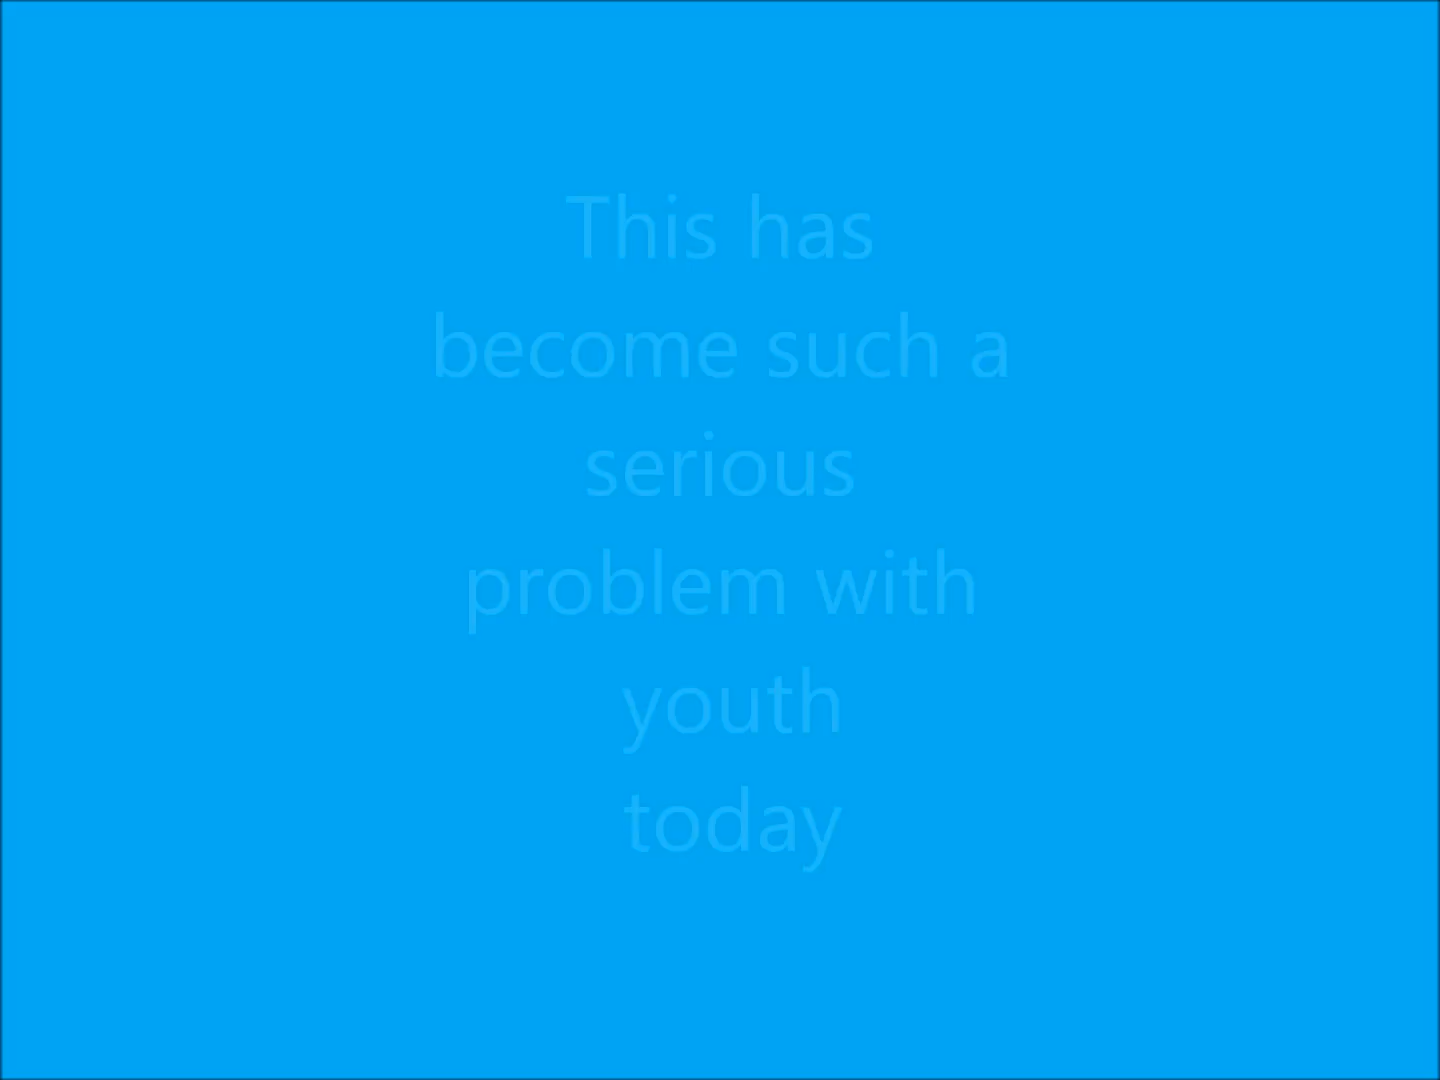 This has
become such a
serious
problem with
youth
today